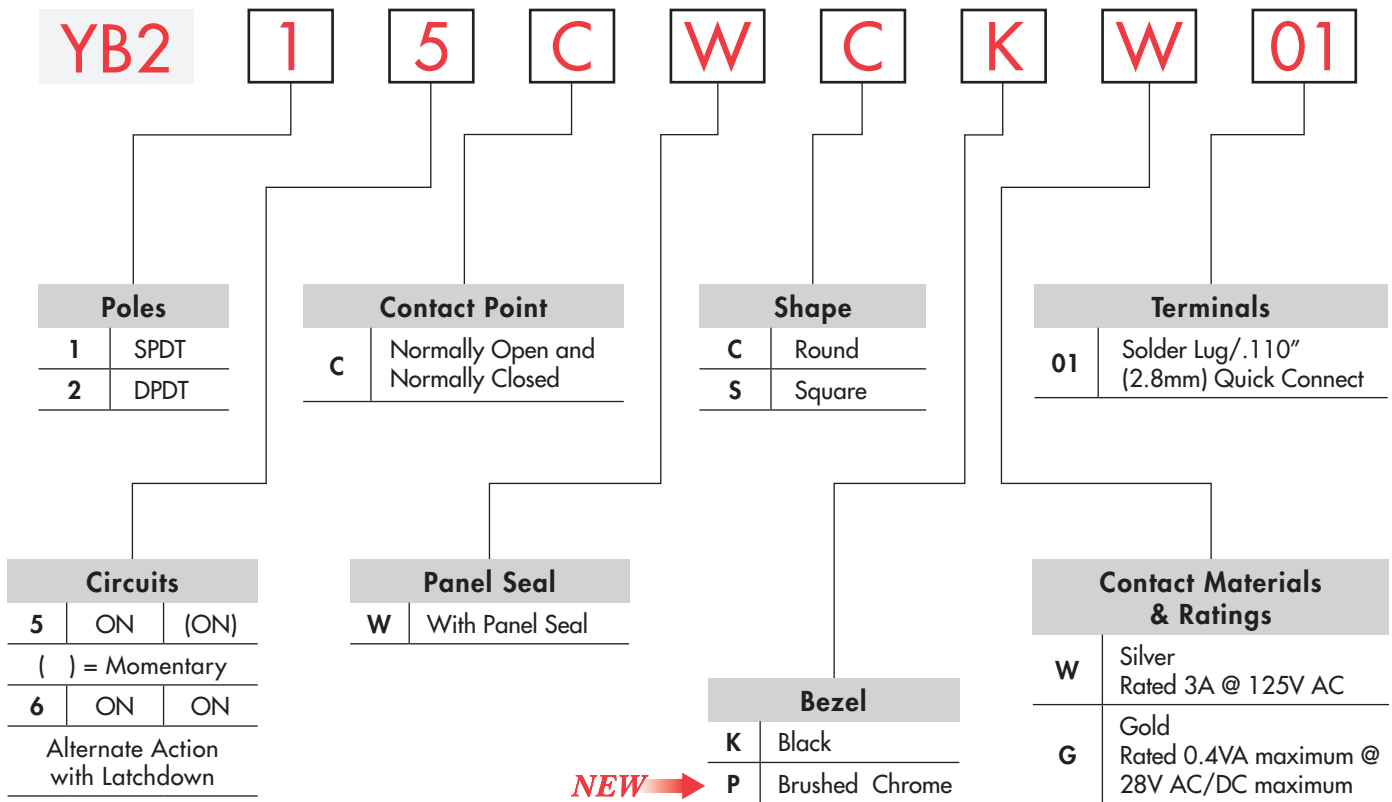 YB2 1 5 C W C K W 01
Poles
1 SPDT
2 DPDT
Contact Point
C Normally Open and
Normally Closed
Shape
C Round
S Square
Terminals
01 Solder Lug/.110”
(2.8mm) Quick Connect
Circuits
5 ON (ON)
( ) = Momentary
6 ON ON
Alternate Action
with Latchdown
Panel Seal
W With Panel Seal
Bezel
K Black
NEW P Brushed Chrome
Contact Materials
& Ratings
W Silver
Rated 3A @ 125V AC
G Gold
Rated 0.4VA maximum @
28V AC/DC maximum